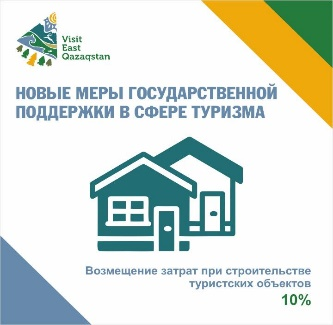 Visit
East
Qazaqstan
НОВЫЕ МЕРЫ ГОСУДАРСТВЕННОЙ
ПОДДЕРЖКИ В СФЕРЕ ТУРИЗМА
Возмещение затрат при строительстве
туристских объектов
10%